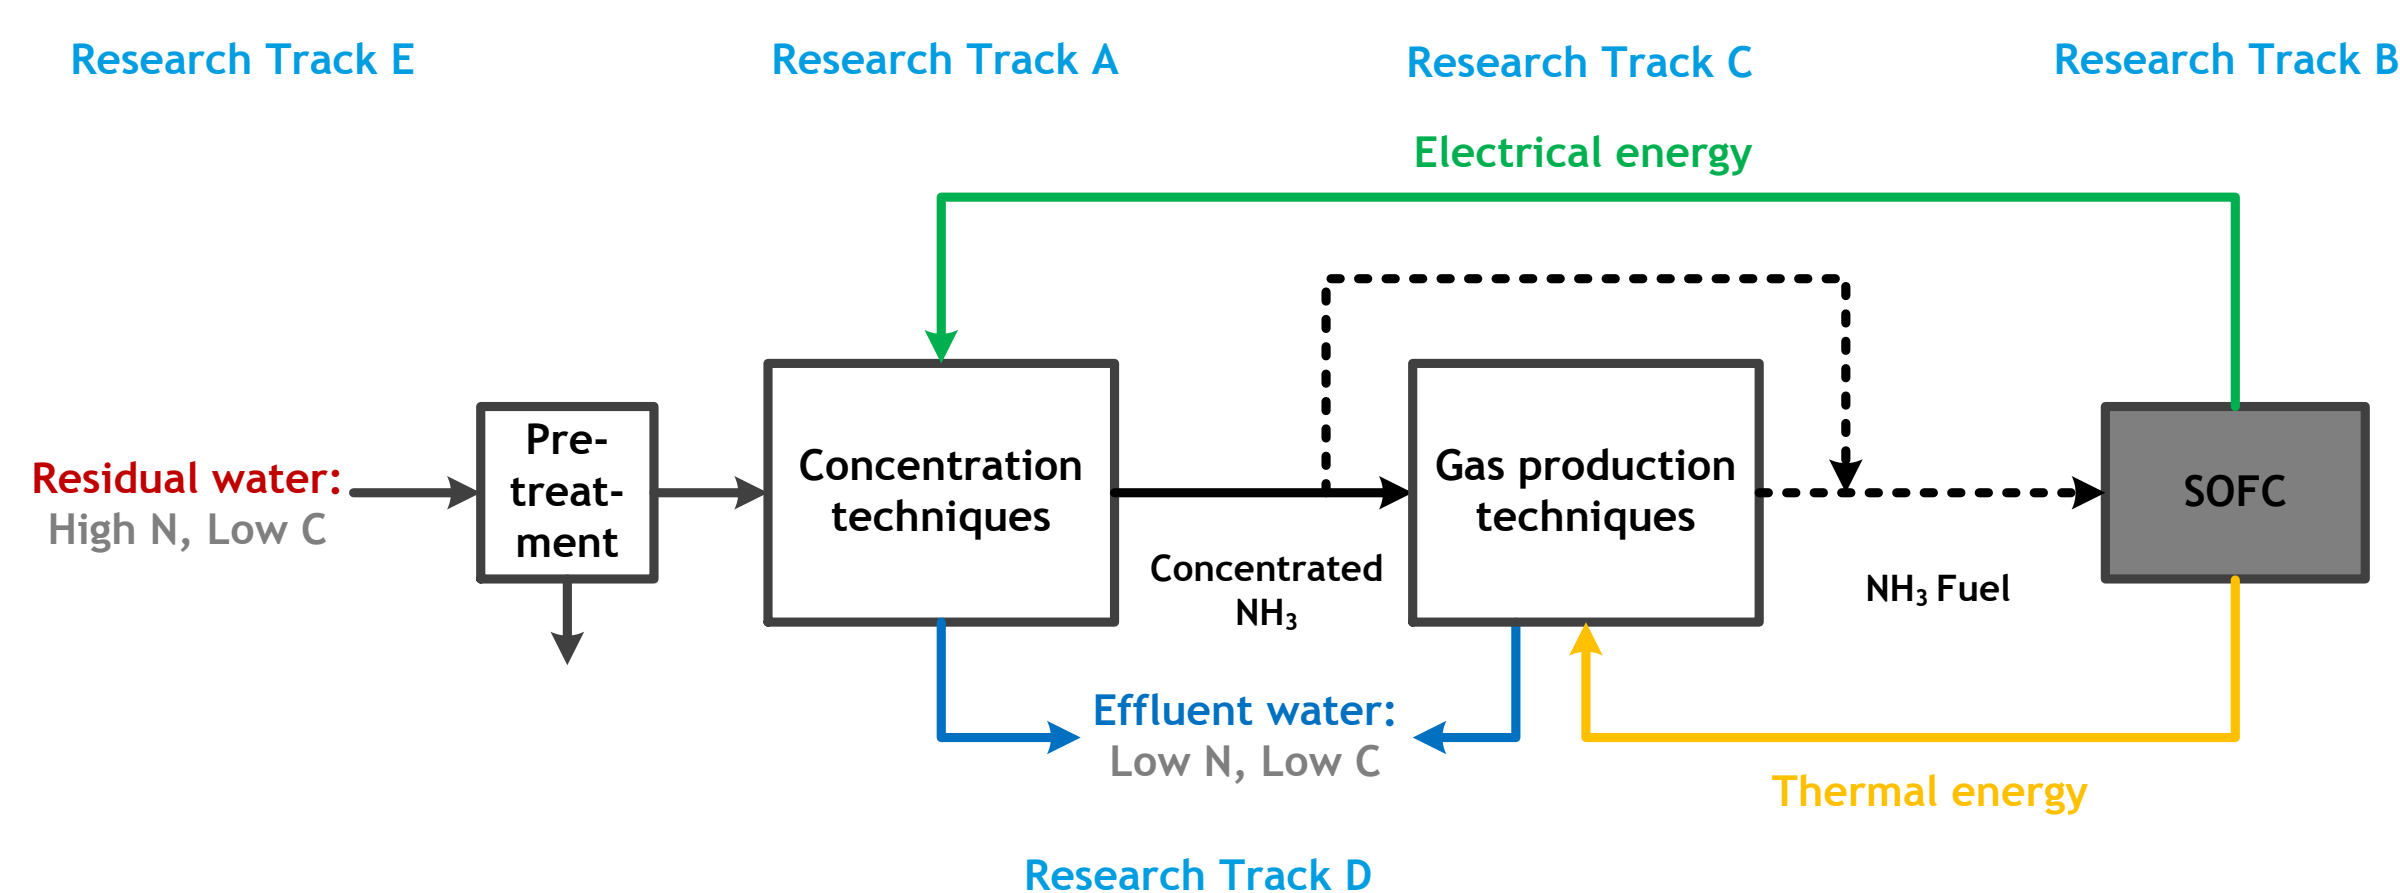 Research Track E
Research Track A
Research Track C
Research Track B
Electrical energy
Residual water:
High N, Low C
Pre-
treat-
ment
Concentration
techniques
Concentrated
NH₃
Gas production
techniques
NH₃ Fuel
SOFC
Effluent water:
Low N, Low C
Thermal energy
Research Track D